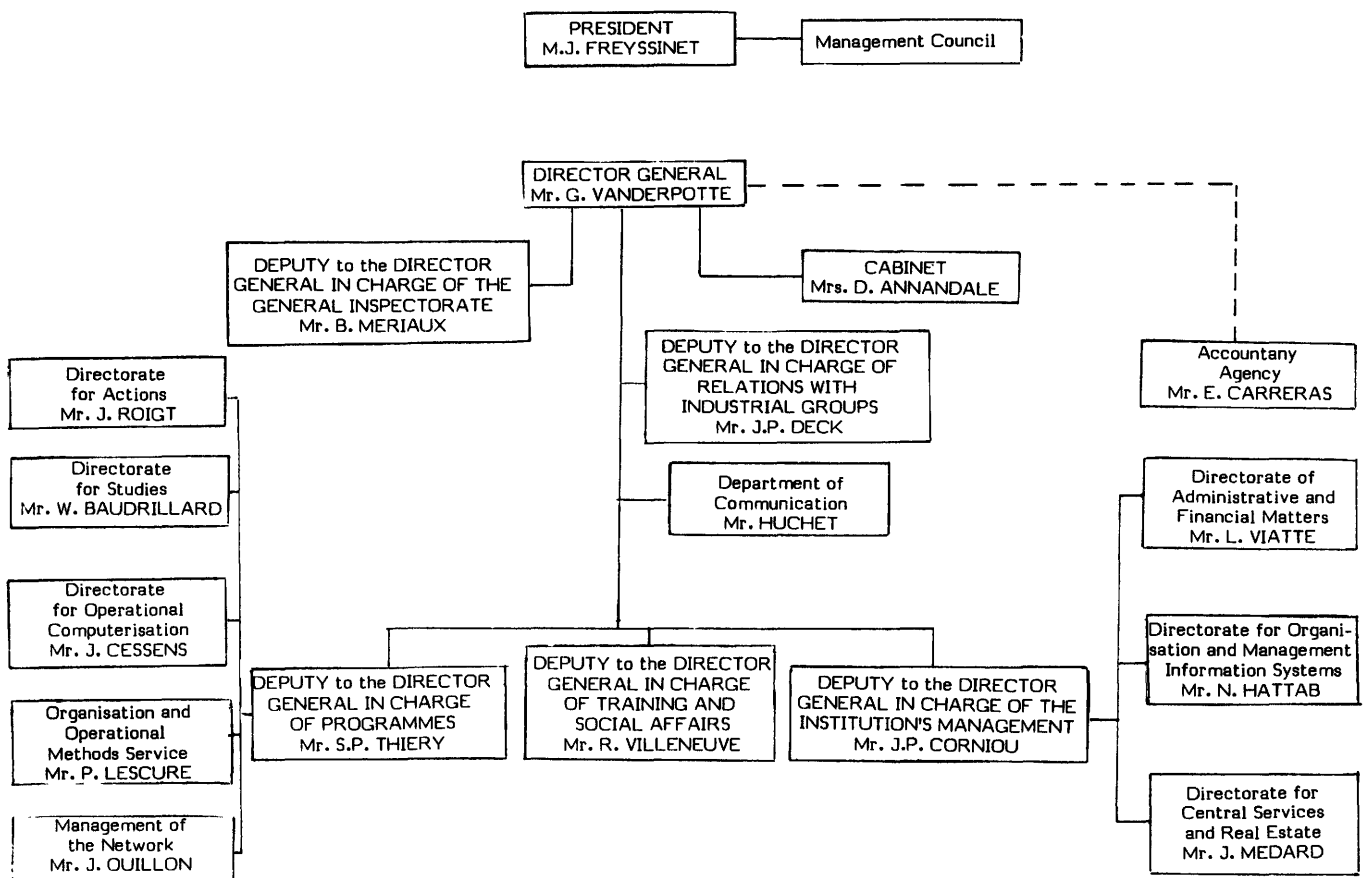 PRESIDENT
M.J. FREYSSINET
Management Council
DIRECTOR GENERAL
Mr. G. VANDERPOTTE
DEPUTY to the DIRECTOR
GENERAL IN CHARGE OF THE
GENERAL INSPECTORATE
Mr. B. MERIAUX
CABINET
Mrs. D. ANNANDALE
DEPUTY to the DIRECTOR
GENERAL IN CHARGE OF
RELATIONS WITH
INDUSTRIAL GROUPS
Mr. J.P. DECK
Accountany
Agency
Mr. E. CARRERAS
Directorate
for Actions
Mr. J. ROIGT
Directorate
for Studies
Mr. W. BAUDRILLARD
Department of
Communication
Mr. HUCHET
Directorate of
Administrative and
Financial Matters
Mr. L. VIATTE
Directorate
for Operational
Computerisation
Mr. J. CESSENS
Directorate for Organi-
sation and Management
Information Systems
Mr. N. HATTAB
DEPUTY to the DIRECTOR
GENERAL IN CHARGE
OF PROGRAMMES
Mr. S.P. THIERY
DEPUTY to the DIRECTOR
GENERAL IN CHARGE
OF TRAINING AND
SOCIAL AFFAIRS
Mr. R. VILLENEUVE
DEPUTY to the DIRECTOR
GENERAL IN CHARGE OF THE
INSTITUTION'S MANAGEMENT
Mr. J.P. CORNIOU
Organisation and
Operational
Methods Service
Mr. P. LESCURE
Directorate for
Central Services
and Real Estate
Mr. J. MEDARD
Management of
the Network
Mr. J. OUILLON